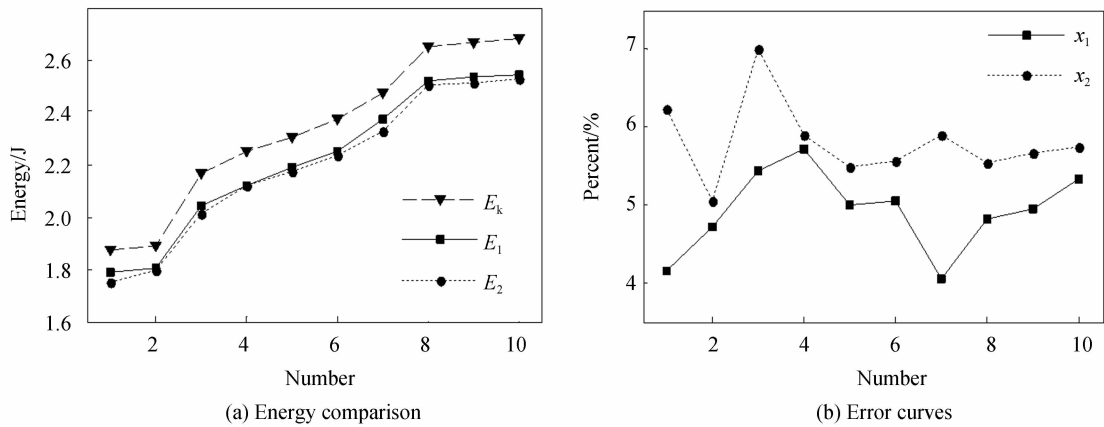 2.6
2.4
2.2
2.0
1.8
1.6
Energy/J
E_k
E_1
E_2
2 4 6 8 10
Number
(a) Energy comparison
7
6
5
4
Percent/%
x_1
x_2
2 4 6 8 10
Number
(b) Error curves